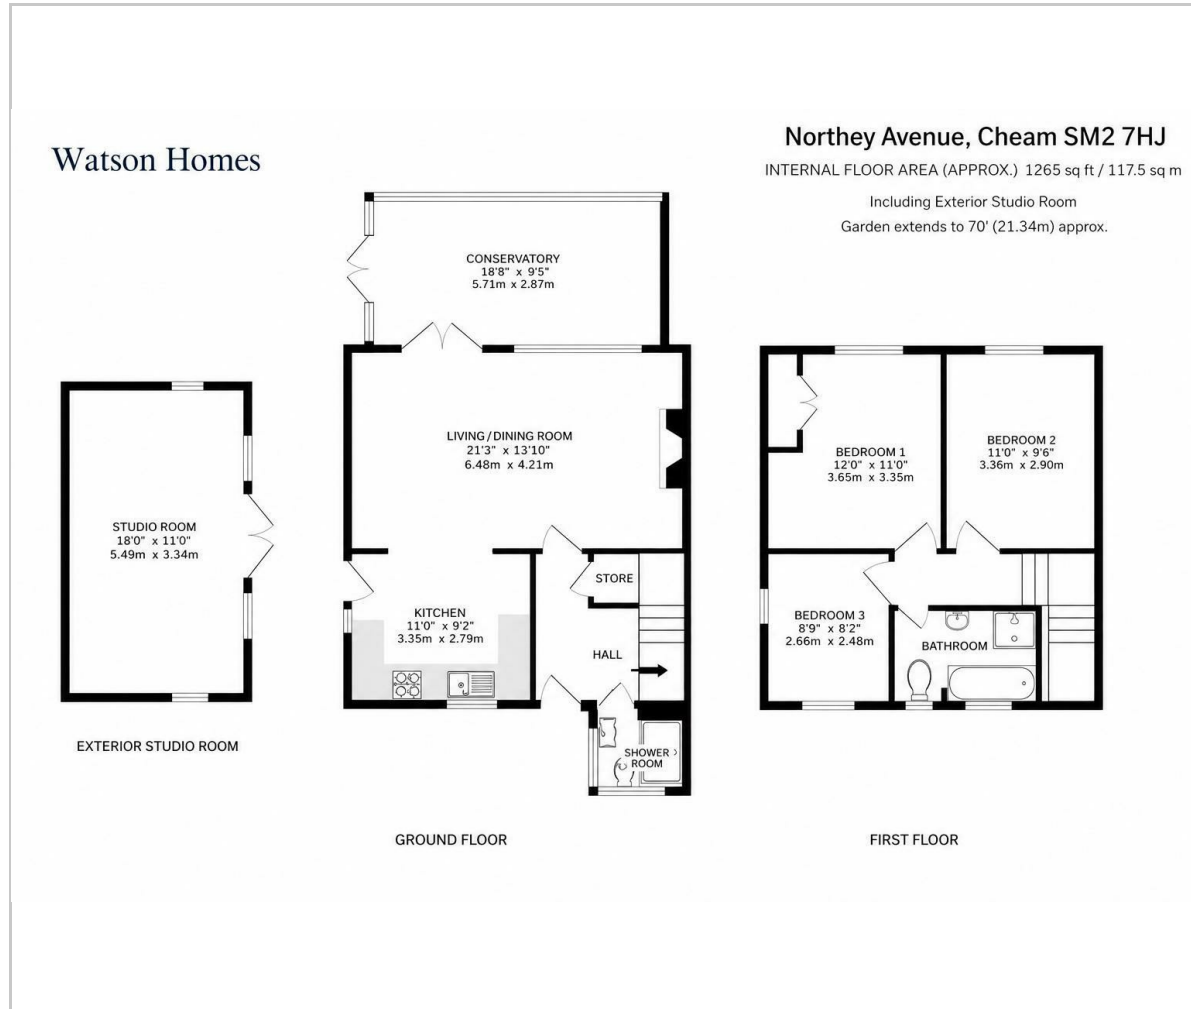 Watson Homes
Northey Avenue, Cheam SM2 7HJ
INTERNAL FLOOR AREA (APPROX.) 1265 sq ft / 117.5 sq m
Including Exterior Studio Room
Garden extends to 70' (21.34m) approx.
CONSERVATORY
18'8" x 9'5"
5.71m x 2.87m
LIVING/DINING ROOM
21'3" x 13'10"
6.48m x 4.21m
STUDIO ROOM
18'0" x 11'0"
5.49m x 3.34m
KITCHEN
11'0" x 9'2"
3.35m x 2.79m
STORE
HALL
SHOWER
ROOM
BEDROOM 1
12'0" x 11'0"
3.65m x 3.35m
BEDROOM 2
11'0" x 9'6"
3.36m x 2.90m
BEDROOM 3
8'9" x 8'2"
2.66m x 2.48m
BATHROOM
EXTERIOR STUDIO ROOM
GROUND FLOOR
FIRST FLOOR